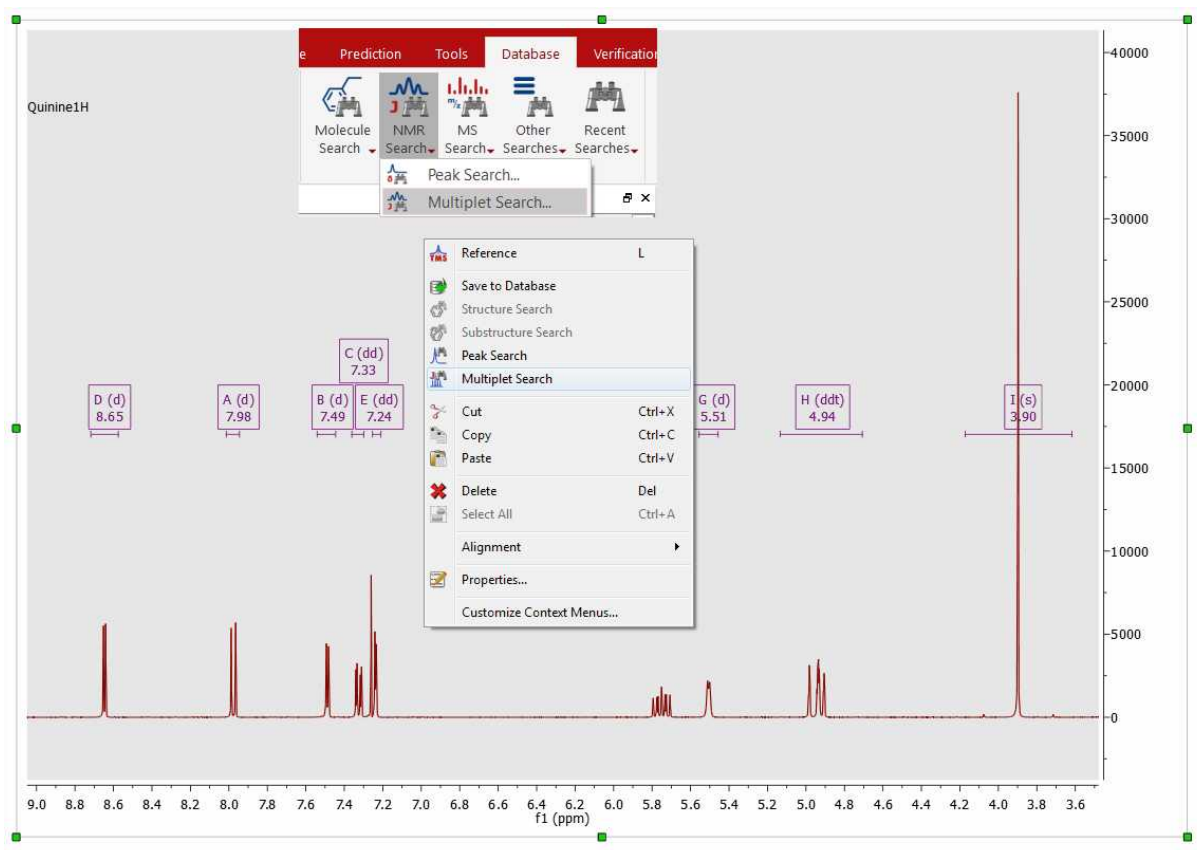 e Prediction Tools Database Verification
Molecule Search
NMR Search
MS Search
Other Searches
Recent Searches
J
m/z
J
Peak Search...
Multiplet Search...
Quinine1H
TMS Reference L
Save to Database
Structure Search
Substructure Search
Peak Search
Multiplet Search
Cut Ctrl+X
Copy Ctrl+C
Paste Ctrl+V
Delete Del
Select All Ctrl+A
Alignment
Properties...
Customize Context Menus...
C (dd)
7.33
D (d)
8.65
A (d)
7.98
B (d)
7.49
E (dd)
7.24
G (d)
5.51
H (ddt)
4.94
I (s)
3.90
40000
35000
30000
25000
20000
15000
10000
5000
0
9.0 8.8 8.6 8.4 8.2 8.0 7.8 7.6 7.4 7.2 7.0 6.8 6.6 6.4 6.2 6.0 5.8 5.6 5.4 5.2 5.0 4.8 4.6 4.4 4.2 4.0 3.8 3.6
f1 (ppm)